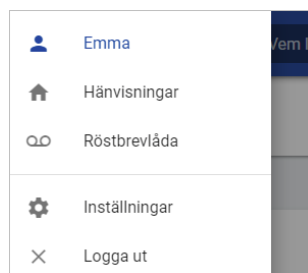 Emma
Vem
Hänvisningar
Röstbrevlåda
Inställningar
Logga ut